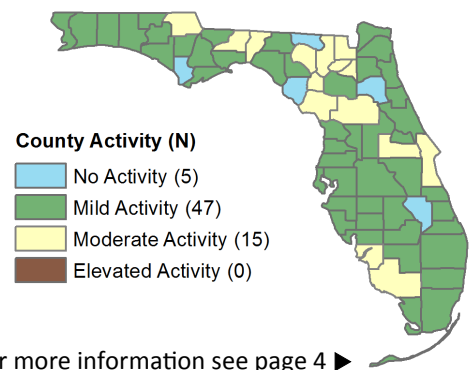 County Activity (N)
No Activity (5)
Mild Activity (47)
Moderate Activity (15)
Elevated Activity (0)
r more information see page 4 ►